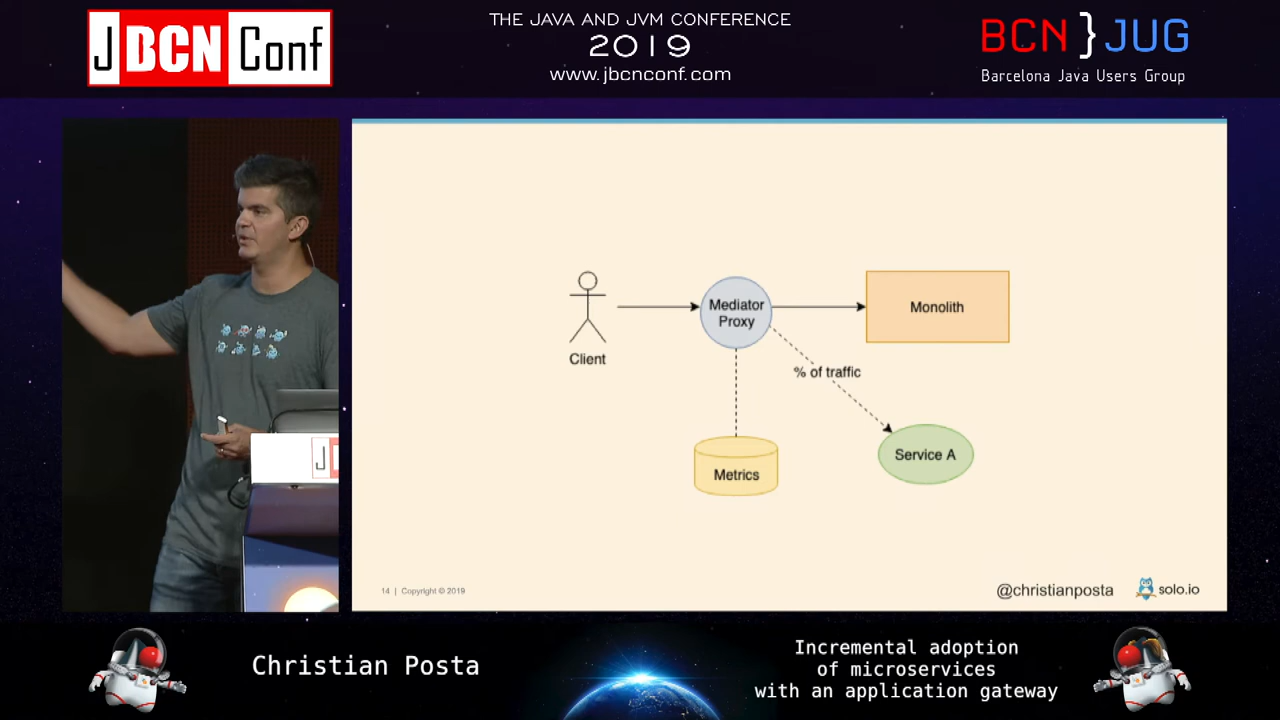 J BCN Conf
THE JAVA AND JVM CONFERENCE
2019
www.jbcnconf.com
BCN } JUG
Barcelona Java Users Group
Client
Mediator
Proxy
Monolith
% of traffic
Metrics
Service A
14 | Copyright © 2019
@christianposta
solo.io
J
Christian Posta
Incremental adoption
of microservices
with an application gateway